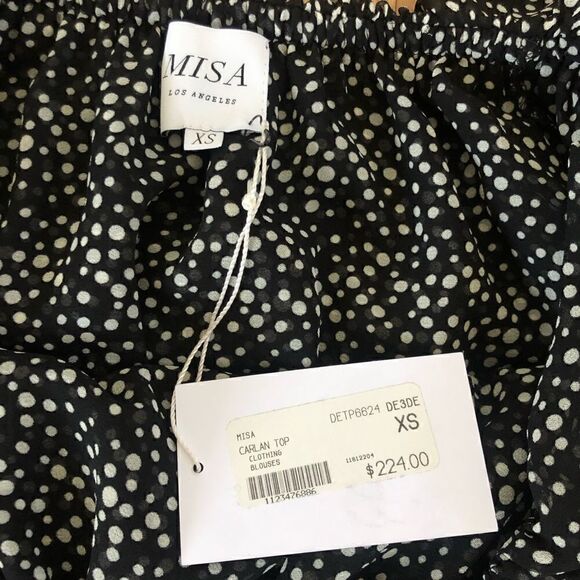 MISA
LOS ANGELES
XS
MISA
DETP6624 DE3DE
CARLAN TOP
XS
CLOTHING
BLOUSES
11812204
$224.00
1123476886